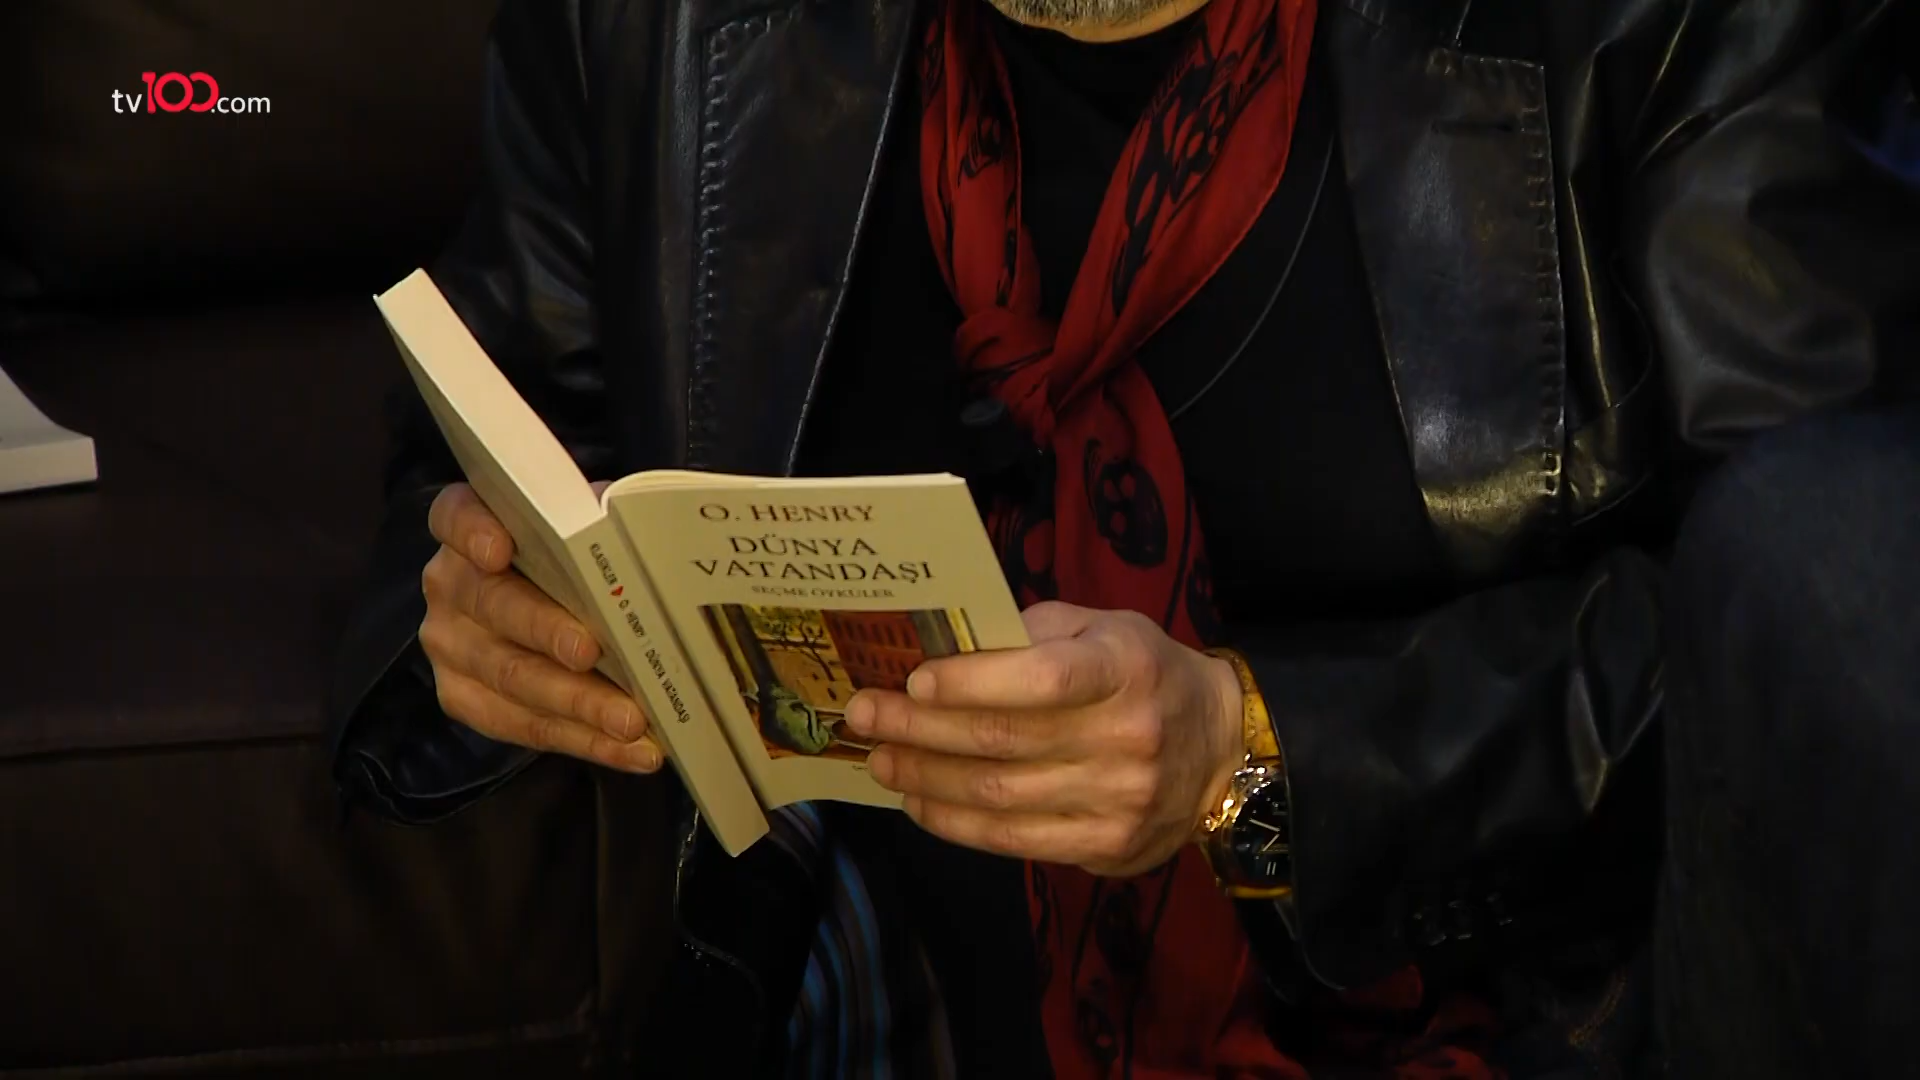 tv100.com
O. HENRY
DÜNYA
VATANDAŞI
SEÇME ÖYKÜLER
KLASİKLER O. HENRY | DÜNYA VATANDAŞI